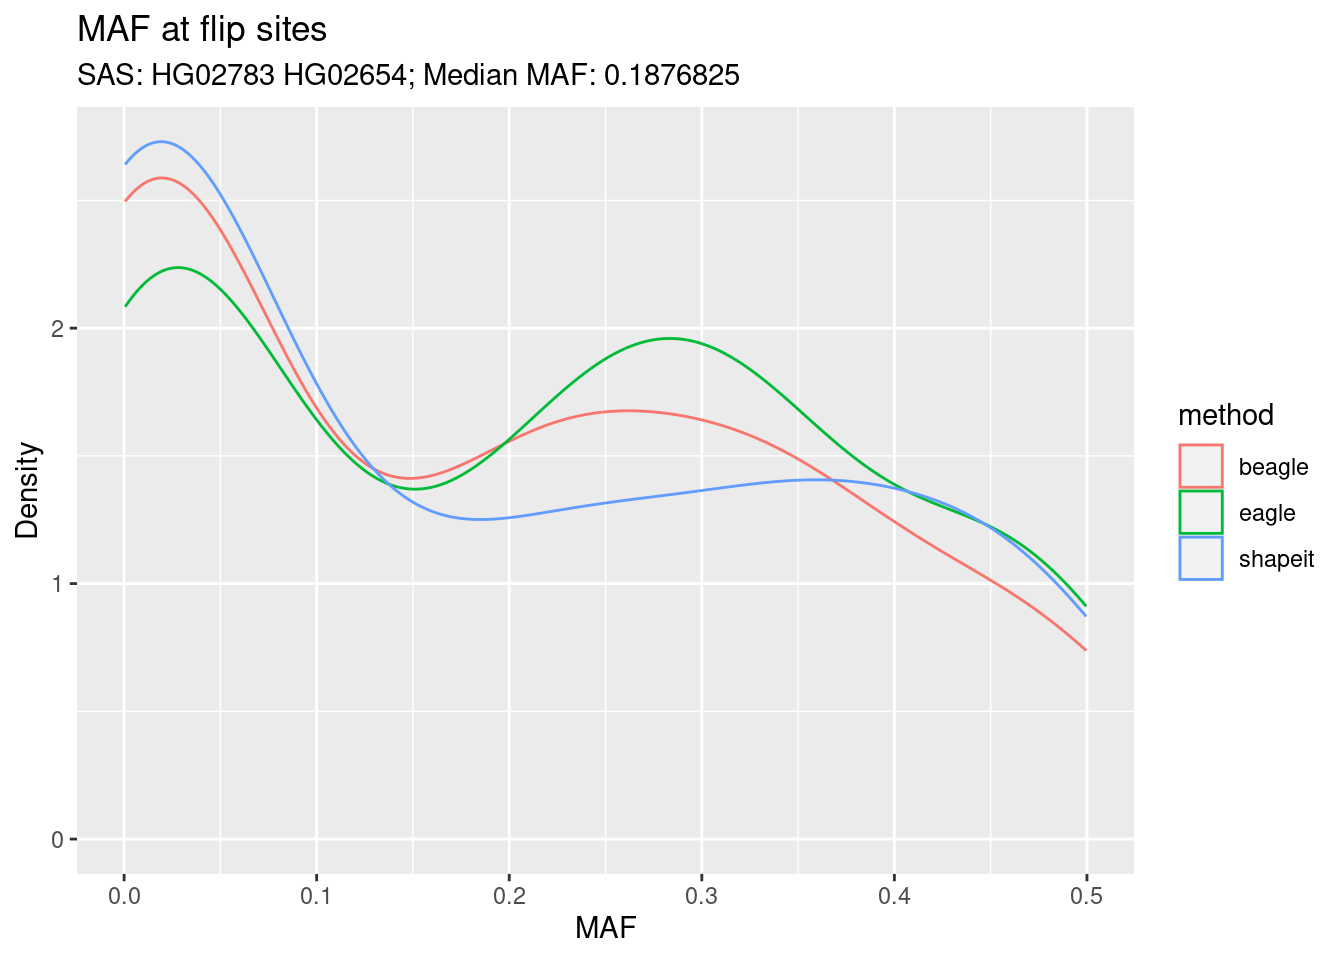 MAF at flip sites
SAS: HG02783 HG02654; Median MAF: 0.1876825
Density
2
1
0
0.0 0.1 0.2 0.3 0.4 0.5
MAF
method
beagle
eagle
shapeit